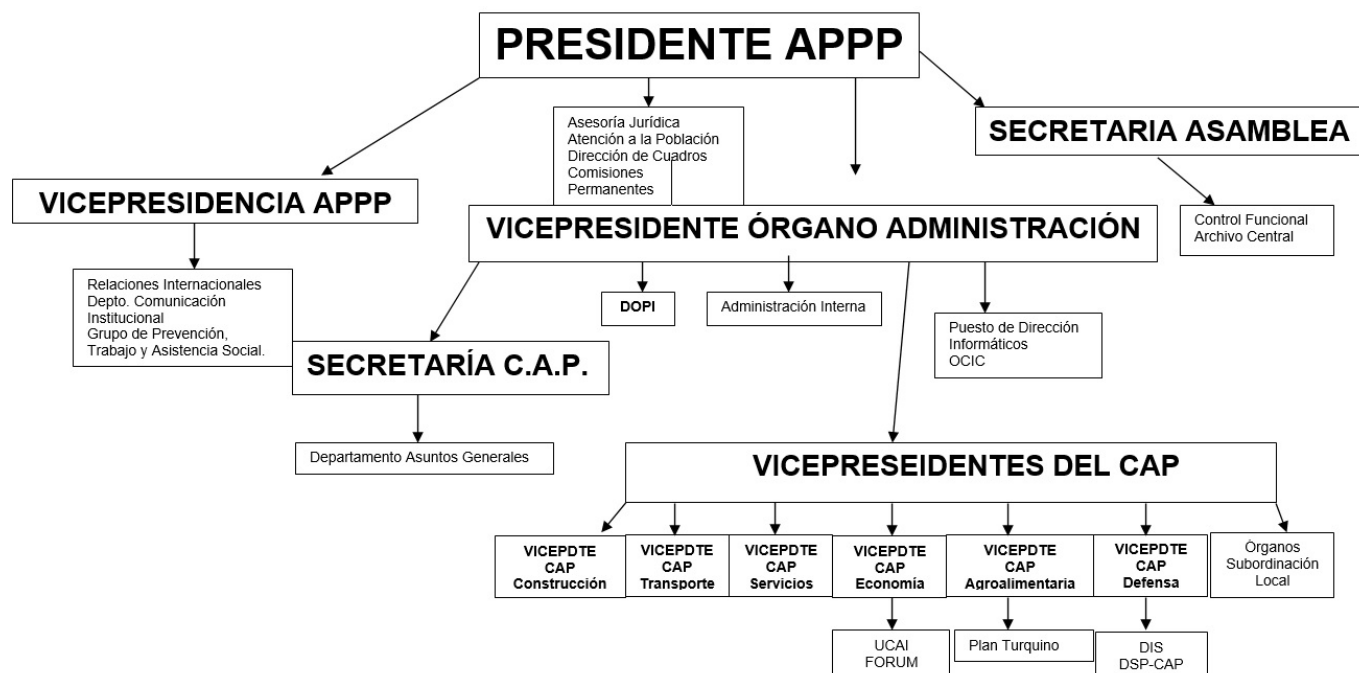 PRESIDENTE APPP
Asesoría Jurídica
Atención a la Población
Dirección de Cuadros
Comisiones
Permanentes
SECRETARIA ASAMBLEA
VICEPRESIDENCIA APPP
VICEPRESIDENTE ÓRGANO ADMINISTRACIÓN
Control Funcional
Archivo Central
Relaciones Internacionales
Depto. Comunicación
Institucional
Grupo de Prevención,
Trabajo y Asistencia Social.
DOPI
Administración Interna
Puesto de Dirección
Informáticos
OCIC
SECRETARÍA C.A.P.
Departamento Asuntos Generales
VICEPRESEIDENTES DEL CAP
VICEPDTE
CAP
Construcción
VICEPDTE
CAP
Transporte
VICEPDTE
CAP
Servicios
VICEPDTE
CAP
Economía
VICEPDTE
CAP
Agroalimentaria
VICEPDTE
CAP
Defensa
Órganos
Subordinación
Local
UCAI
FORUM
Plan Turquino
DIS
DSP-CAP